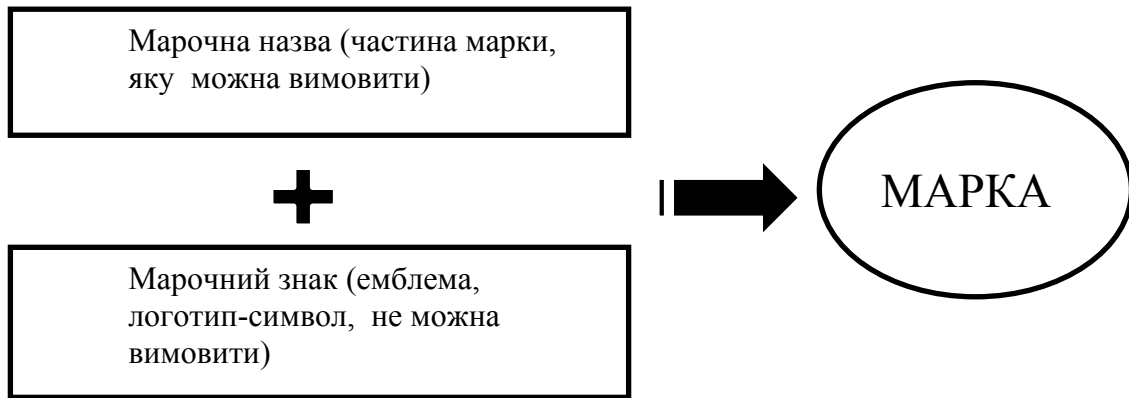 Марочна назва (частина марки,
яку можна вимовити)
МАРКА
Марочний знак (емблема,
логотип-символ, не можна
вимовити)